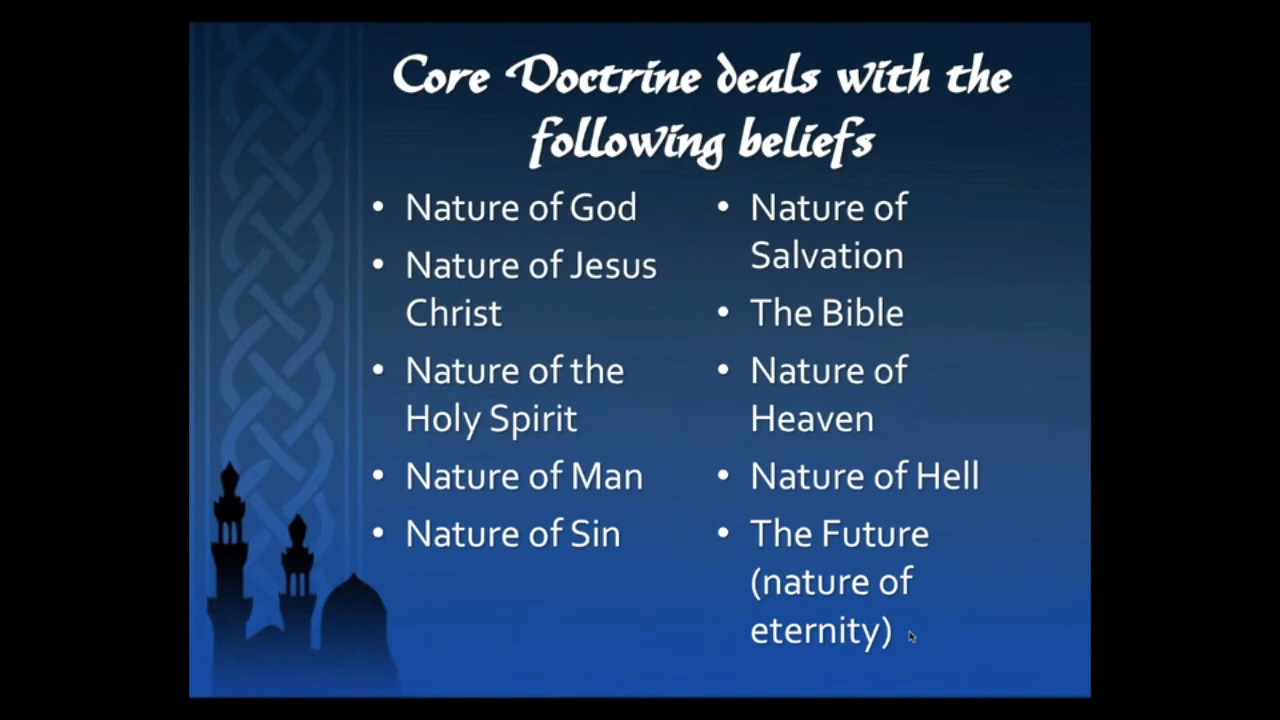 Core Doctrine deals with the
following beliefs
• Nature of God
• Nature of Jesus
Christ
• Nature of the
Holy Spirit
• Nature of Man
• Nature of Sin
• Nature of
Salvation
• The Bible
• Nature of
Heaven
• Nature of Hell
• The Future
(nature of
eternity)